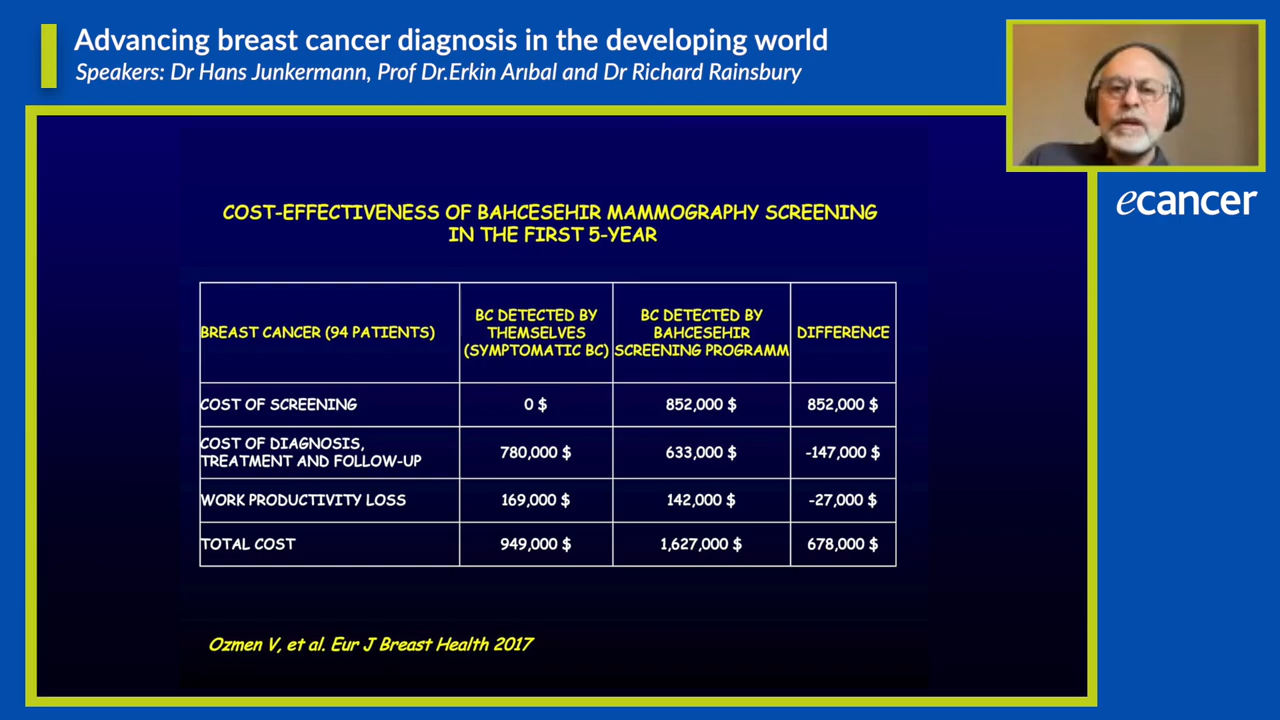 Advancing breast cancer diagnosis in the developing world
Speakers: Dr Hans Junkermann, Prof Dr.Erkin Arıbal and Dr Richard Rainsbury
ecancer
COST-EFFECTIVENESS OF BAHCESEHIR MAMMOGRAPHY SCREENING
IN THE FIRST 5-YEAR
BREAST CANCER (94 PATIENTS)
BC DETECTED BY
THEMSELVES
(SYMPTOMATIC BC)
BC DETECTED BY
BAHCESEHIR
SCREENING PROGRAMM
DIFFERENCE
COST OF SCREENING
0 $
852,000 $
852,000 $
COST OF DIAGNOSIS,
TREATMENT AND FOLLOW-UP
780,000 $
633,000 $
-147,000 $
WORK PRODUCTIVITY LOSS
169,000 $
142,000 $
-27,000 $
TOTAL COST
949,000 $
1,627,000 $
678,000 $
Ozmen V, et al. Eur J Breast Health 2017